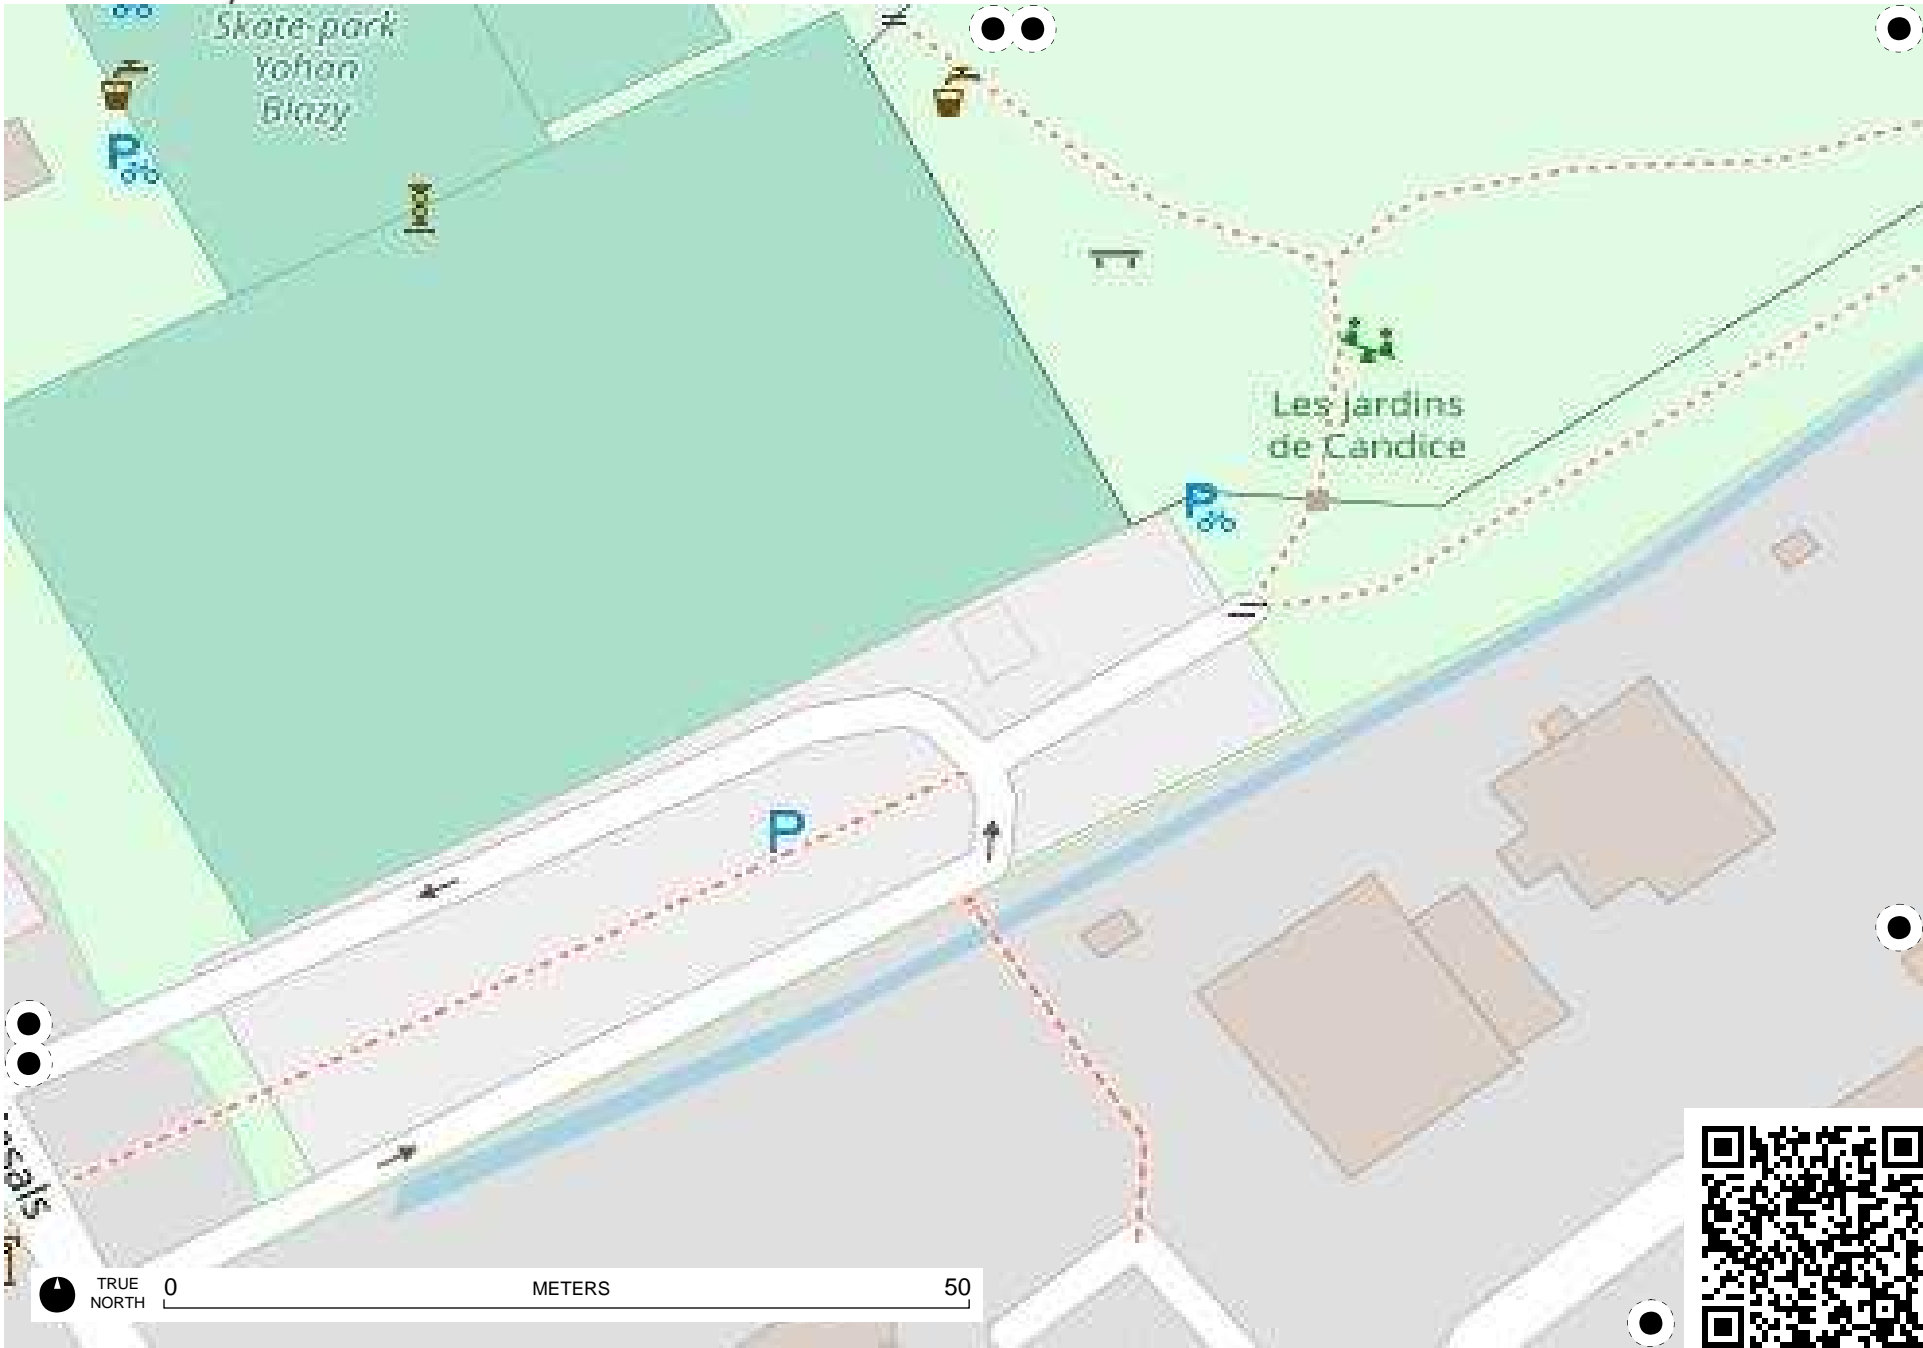 Skate-park
Yohan
Blazy
P
P
Les Jardins
de Candice
P
TRUE
NORTH
0
METERS
50